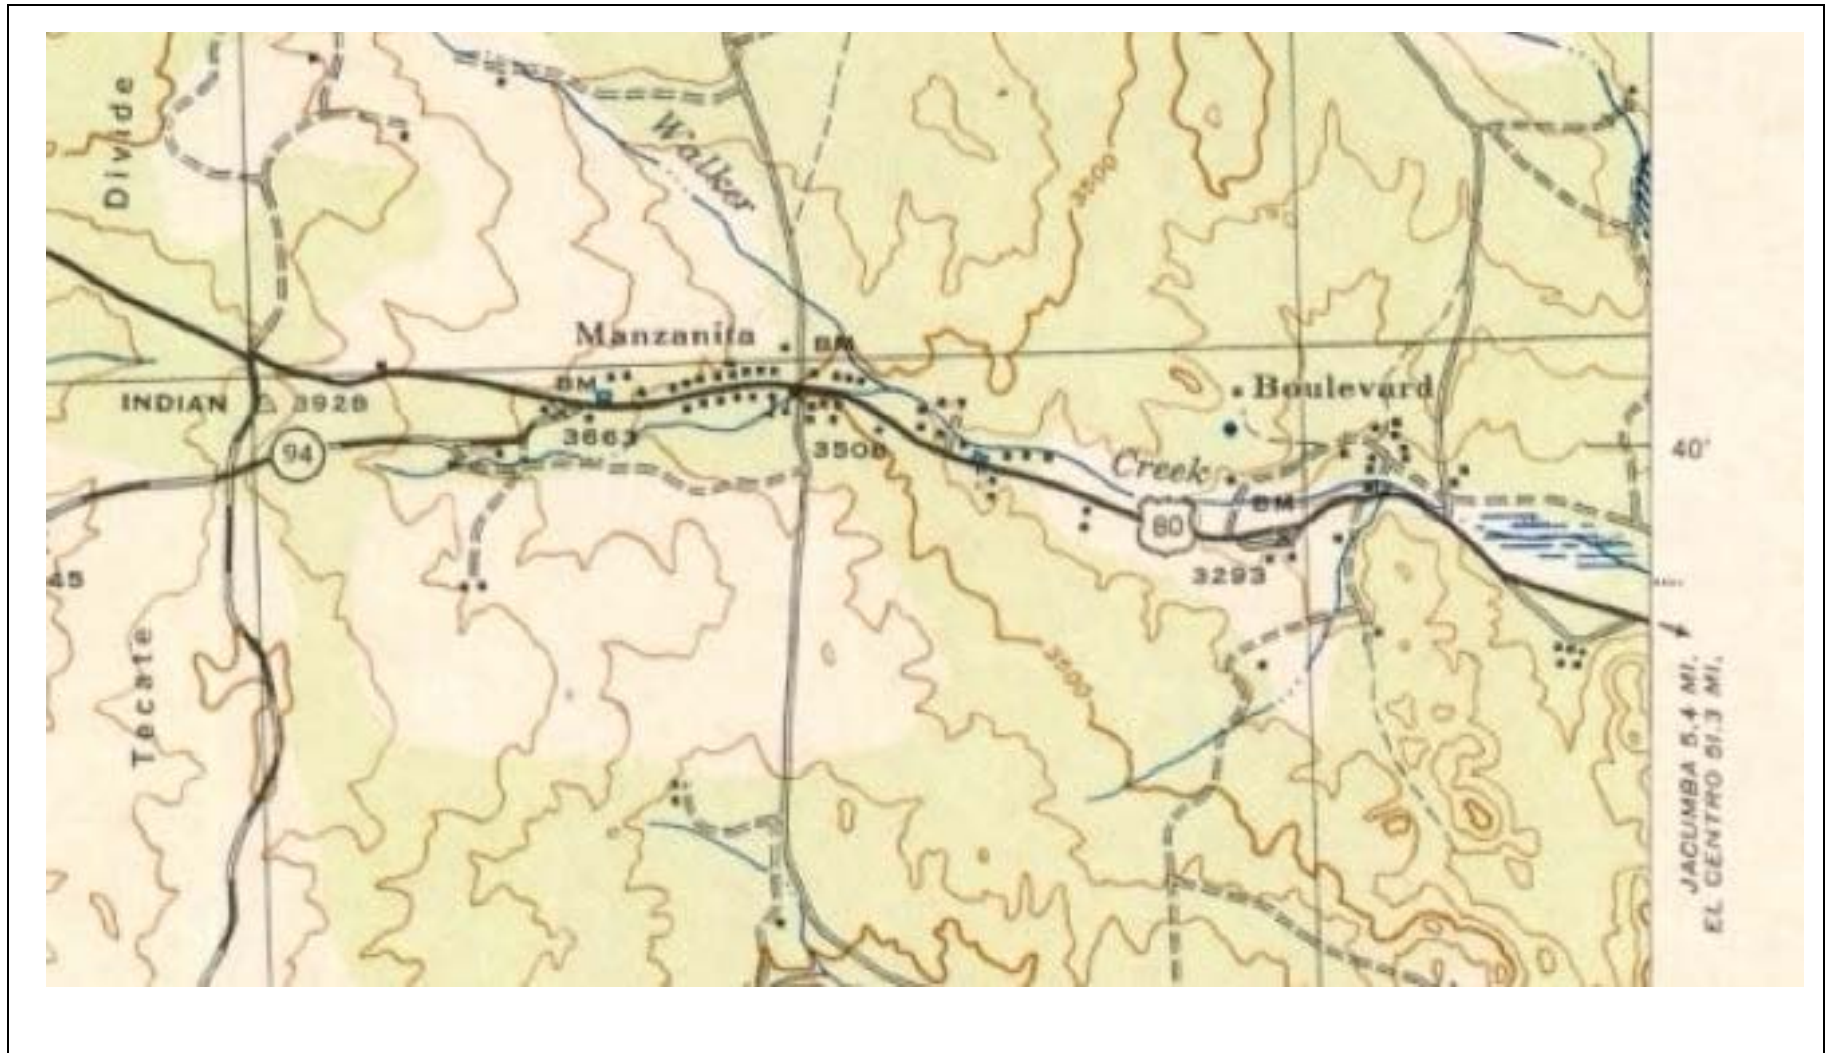 Divide
Walker
3500
Manzanita
BM
BM
Boulevard
INDIAN
3928
3663
3508
94
40'
Creek
80
BM
3293
45
3500
Tecate
JACUMBA 5.4 MI.
EL CENTRO 51.3 MI.